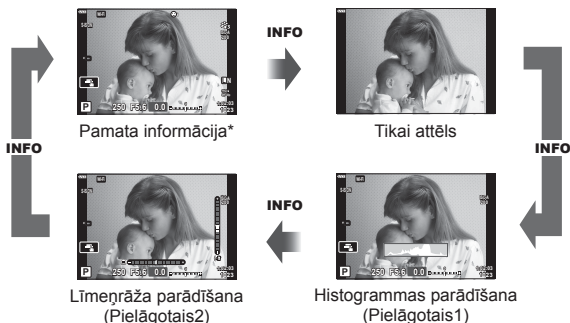 INFO
Pamata informācija*
Tikai attēls
INFO
INFO
P 250 F5.6 0.0
INFO
Līmeņrāža parādīšana
(Pielāgotais2)
Histogrammas parādīšana
(Pielāgotais1)
P 250 F5.6 0.0
P 250 F5.6 0.0